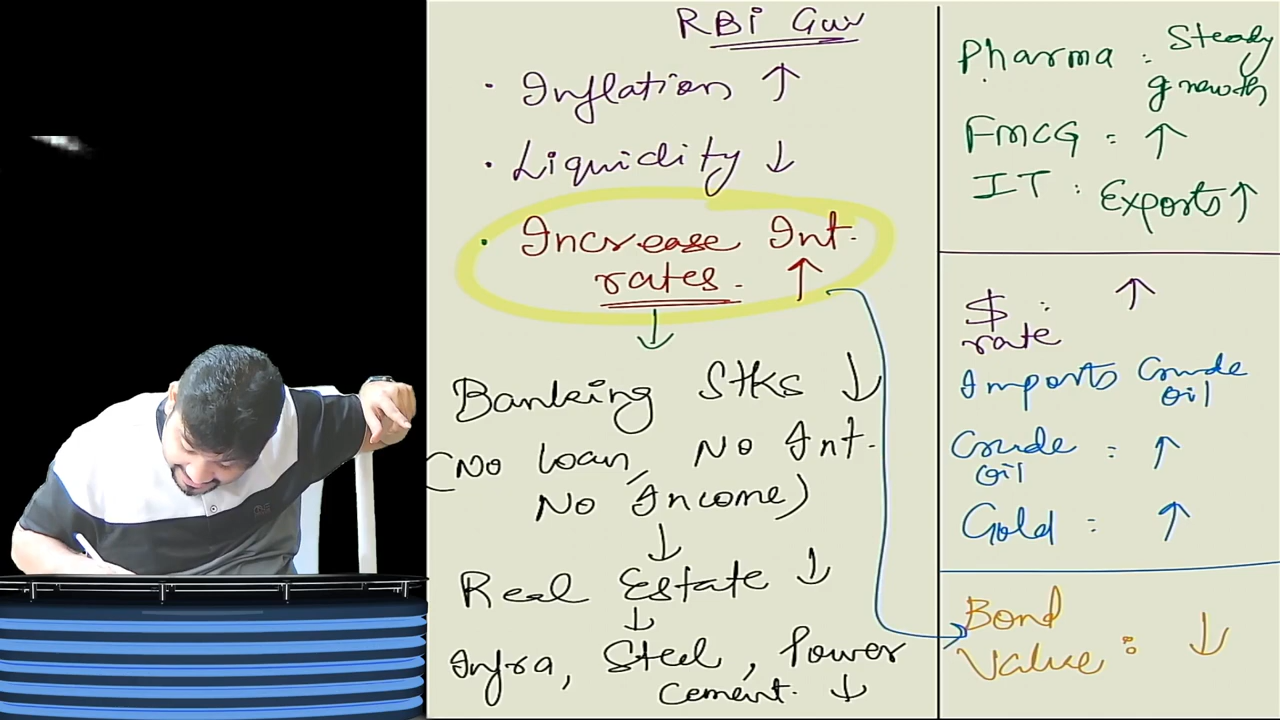 RBi Guv
· Inflation ↑
· Liquidity ↓
· Increase Int.
rates. ↑
↓
Banking Stks ↓
(No loan, No Int.
No Income)
↓
Real Estate ↓
↓
Infra, Steel, Power
Cement. ↓
Pharma : Steady
growth
FMCG = ↑
IT : Exports ↑
$ : ↑
rate
Imports Crude
oil
Crude : ↑
oil
Gold = ↑
Bond
Value : ↓